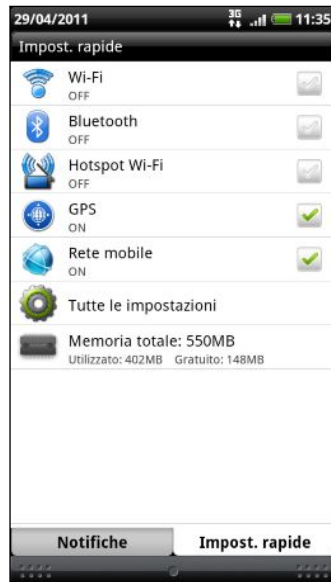 29/04/2011 3G 11:35
Impost. rapide
Wi-Fi
OFF
Bluetooth
OFF
Hotspot Wi-Fi
OFF
GPS
ON
Rete mobile
ON
Tutte le impostazioni
Memoria totale: 550MB
Utilizzato: 402MB Gratuito: 148MB
Notifiche Impost. rapide